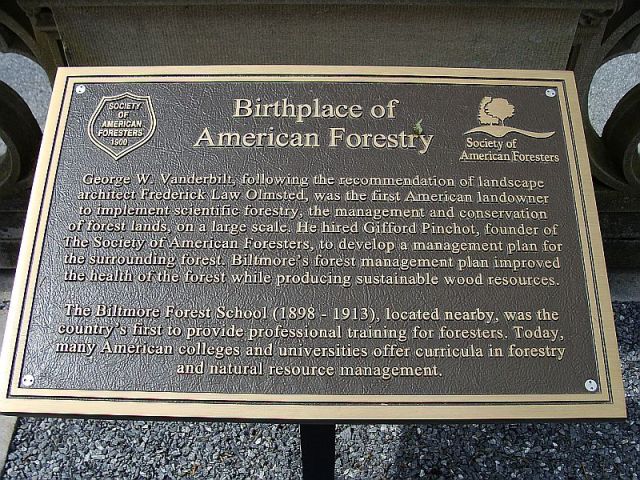 SOCIETY
OF
AMERICAN
FORESTERS
1900
Birthplace of
American Forestry
Society of
American Foresters
George W. Vanderbilt, following the recommendation of landscape
architect Frederick Law Olmsted, was the first American landowner
to implement scientific forestry, the management and conservation
of forest lands, on a large scale. He hired Gifford Pinchot, founder of
The Society of American Foresters, to develop a management plan for
the surrounding forest. Biltmore's forest management plan improved
the health of the forest while producing sustainable wood resources.
The Biltmore Forest School (1898 - 1913), located nearby, was the
country's first to provide professional training for foresters. Today,
many American colleges and universities offer curricula in forestry
and natural resource management.